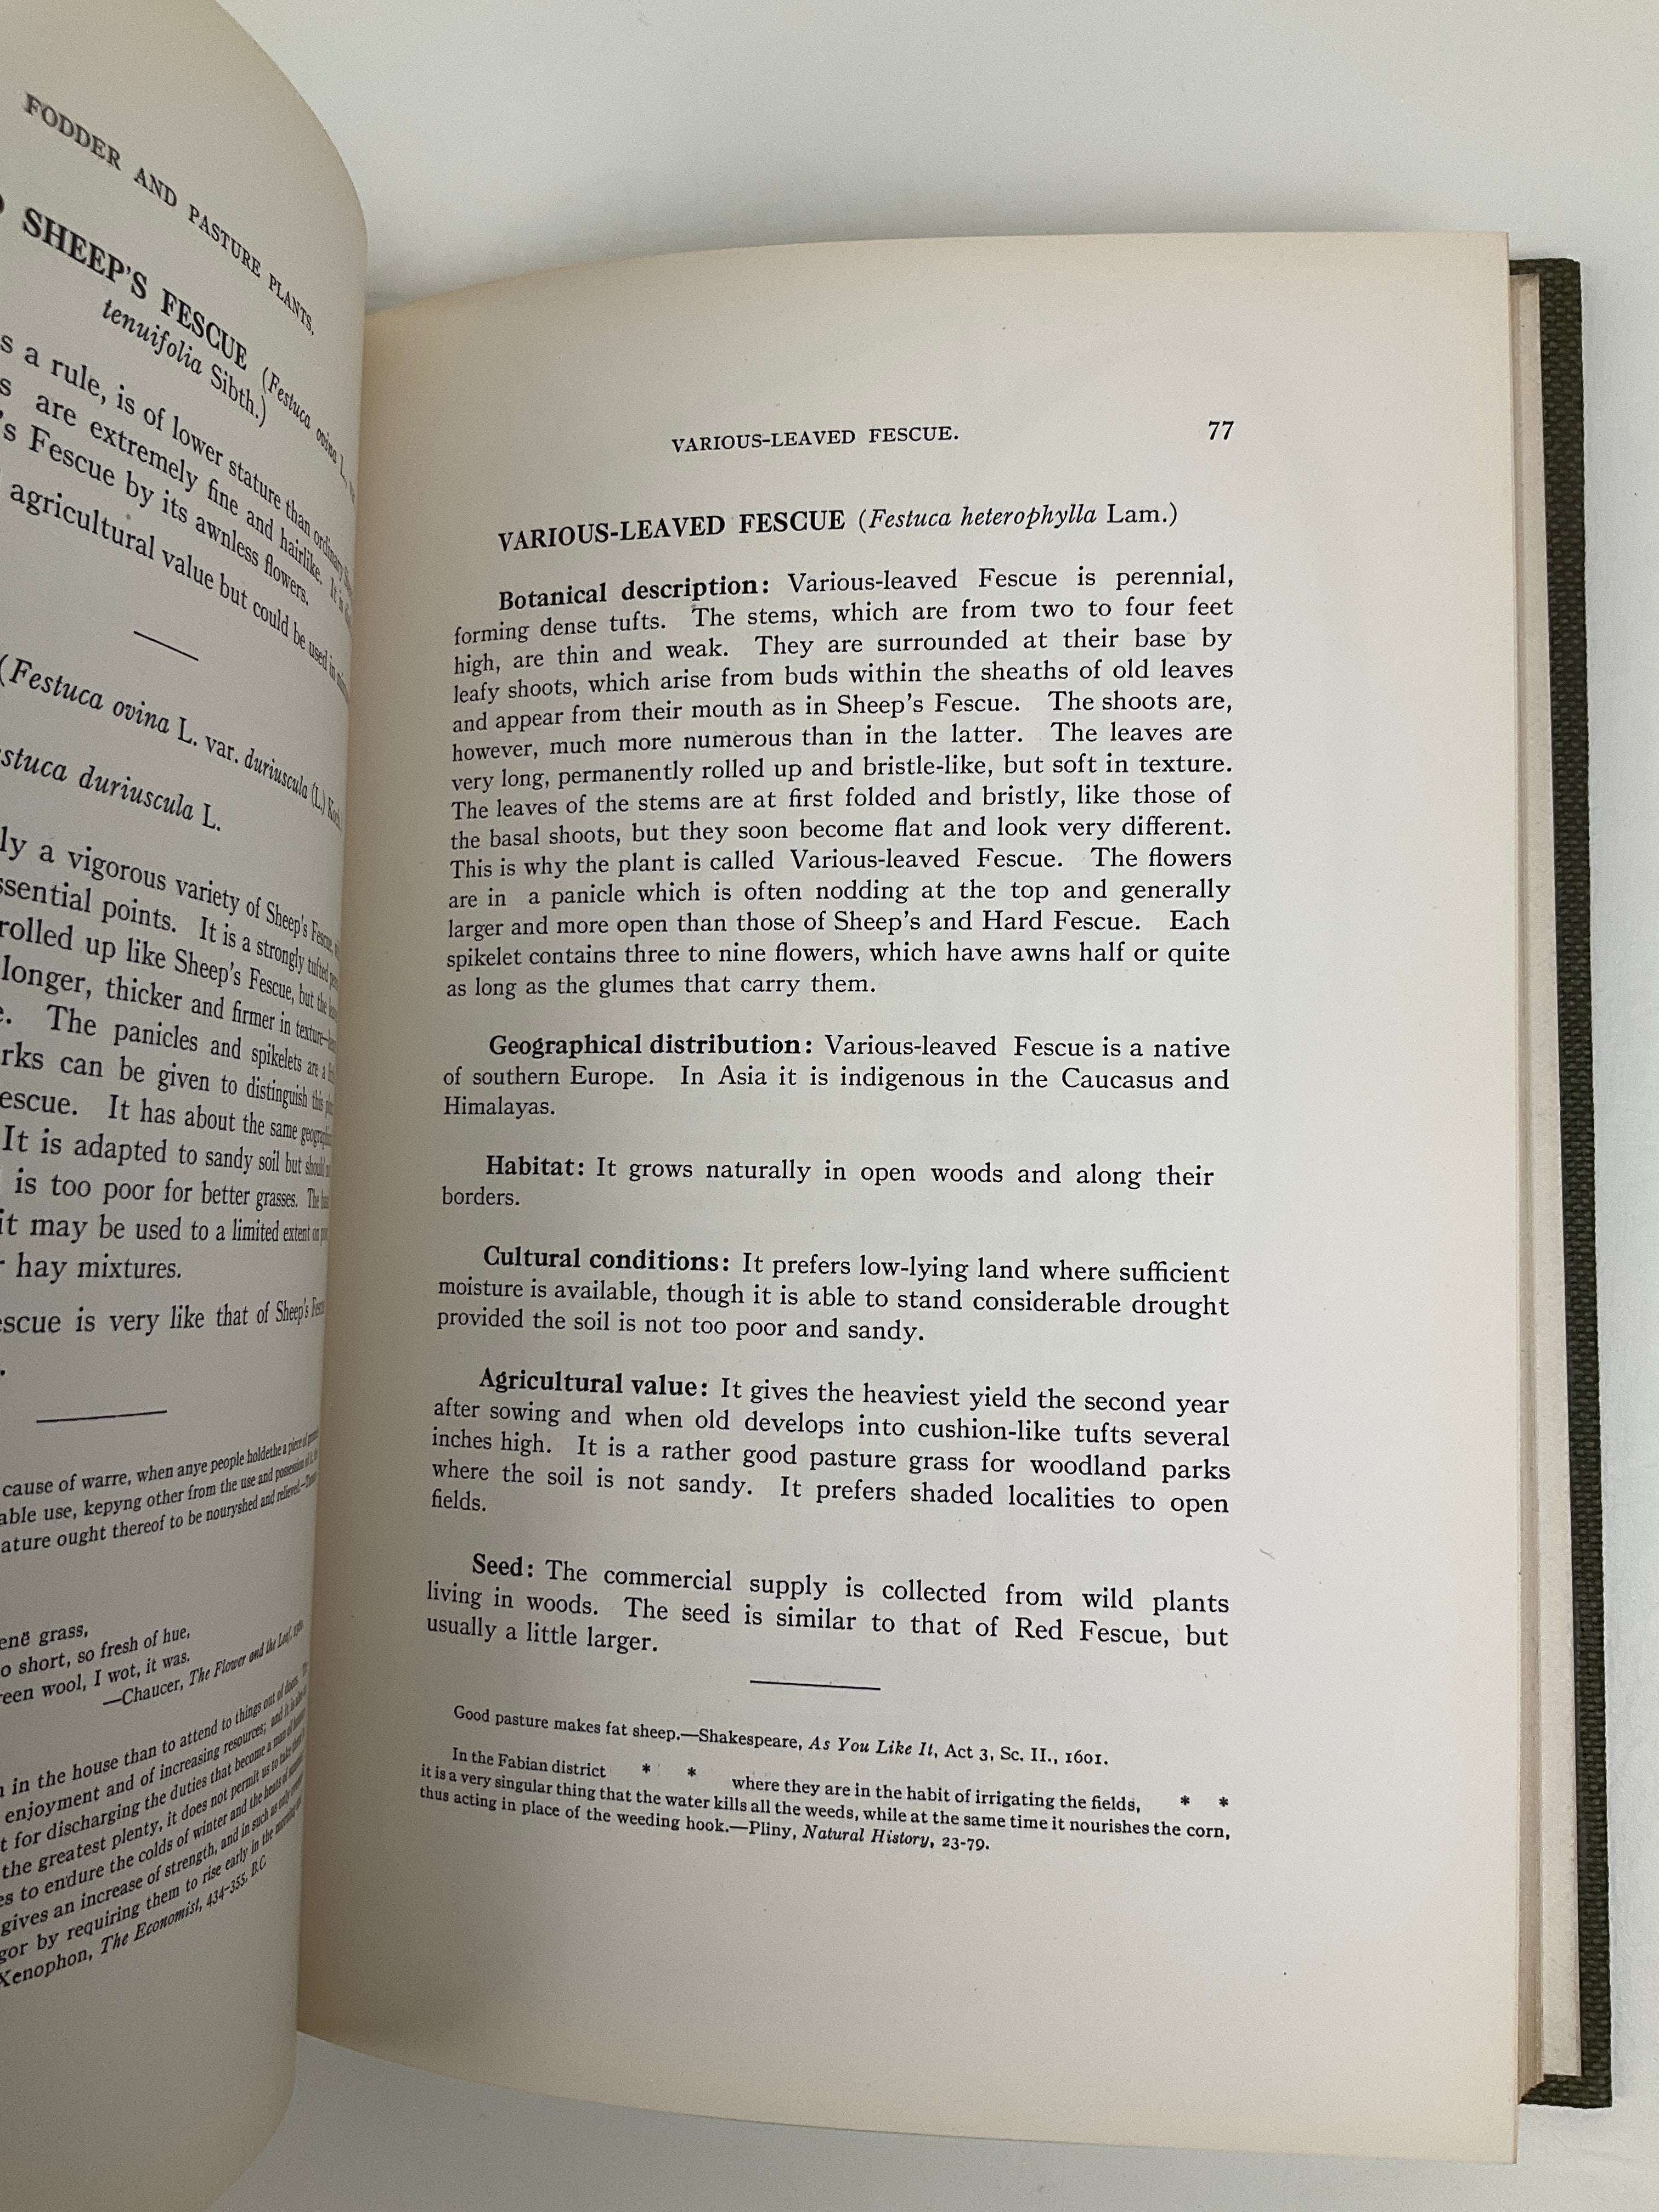 FODDER AND PASTURE PLANTS.
SHEEP'S FESCUE (Festuca ovina L.
tenuifolia Sibth.)
s a rule, is of lower stature than ordinary
s are extremely fine and hairlike. It is
's Fescue by its awnless flowers.
agricultural value but could be used in
(Festuca ovina L. var. duriuscula (L.) Koch
stuca duriuscula L.
ly a vigorous variety of Sheep's Fescue,
ssential points. It is a strongly tufted
rolled up like Sheep's Fescue, but the
longer, thicker and firmer in texture
e. The panicles and spikelets are a
rks can be given to distinguish this
escue. It has about the same
It is adapted to sandy soil but should
is too poor for better grasses. The
it may be used to a limited extent on
r hay mixtures.
escue is very like that of Sheep's
cause of warre, when anye people holdethe a piece of
able use, kepyng other from the use and possession of it,
ature ought thereof to be nouryshed and relieved.
enë grass,
o short, so fresh of hue,
reen wool, I wot, it was.
—Chaucer, The Flower and the Leaf,
n in the house than to attend to things out of doors.
enjoyment and of increasing resources; and it is
t for discharging the duties that become a man of
the greatest plenty, it does not permit us to take
es to endure the colds of winter and the heats of summer.
gives an increase of strength, and in such as only
gor by requiring them to rise early in the morning
Xenophon, The Economist, 434-355, B.C.
VARIOUS-LEAVED FESCUE. 77
VARIOUS-LEAVED FESCUE (Festuca heterophylla Lam.)
Botanical description: Various-leaved Fescue is perennial,
forming dense tufts. The stems, which are from two to four feet
high, are thin and weak. They are surrounded at their base by
leafy shoots, which arise from buds within the sheaths of old leaves
and appear from their mouth as in Sheep's Fescue. The shoots are,
however, much more numerous than in the latter. The leaves are
very long, permanently rolled up and bristle-like, but soft in texture.
The leaves of the stems are at first folded and bristly, like those of
the basal shoots, but they soon become flat and look very different.
This is why the plant is called Various-leaved Fescue. The flowers
are in a panicle which is often nodding at the top and generally
larger and more open than those of Sheep's and Hard Fescue. Each
spikelet contains three to nine flowers, which have awns half or quite
as long as the glumes that carry them.
Geographical distribution: Various-leaved Fescue is a native
of southern Europe. In Asia it is indigenous in the Caucasus and
Himalayas.
Habitat: It grows naturally in open woods and along their
borders.
Cultural conditions: It prefers low-lying land where sufficient
moisture is available, though it is able to stand considerable drought
provided the soil is not too poor and sandy.
Agricultural value: It gives the heaviest yield the second year
after sowing and when old develops into cushion-like tufts several
inches high. It is a rather good pasture grass for woodland parks
where the soil is not sandy. It prefers shaded localities to open
fields.
Seed: The commercial supply is collected from wild plants
living in woods. The seed is similar to that of Red Fescue, but
usually a little larger.
Good pasture makes fat sheep.—Shakespeare, As You Like It, Act 3, Sc. II., 1601.
In the Fabian district * * where they are in the habit of irrigating the fields, * *
it is a very singular thing that the water kills all the weeds, while at the same time it nourishes the corn,
thus acting in place of the weeding hook.—Pliny, Natural History, 23-79.